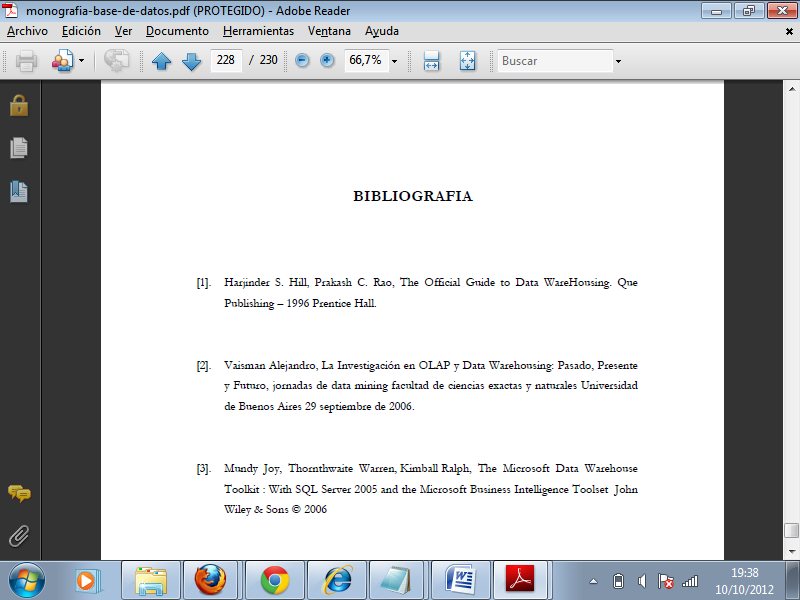 monografia-base-de-datos.pdf (PROTEGIDO) - Adobe Reader
Archivo Edición Ver Documento Herramientas Ventana Ayuda
228 / 230 66,7% Buscar
BIBLIOGRAFIA
[1]. Harjinder S. Hill, Prakash C. Rao, The Official Guide to Data WareHousing. Que
Publishing – 1996 Prentice Hall.
[2]. Vaisman Alejandro, La Investigación en OLAP y Data Warehousing: Pasado, Presente
y Futuro, jornadas de data mining facultad de ciencias exactas y naturales Universidad
de Buenos Aires 29 septiembre de 2006.
[3]. Mundy Joy, Thornthwaite Warren, Kimball Ralph, The Microsoft Data Warehouse
Toolkit : With SQL Server 2005 and the Microsoft Business Intelligence Toolset John
Wiley & Sons © 2006
19:38
10/10/2012